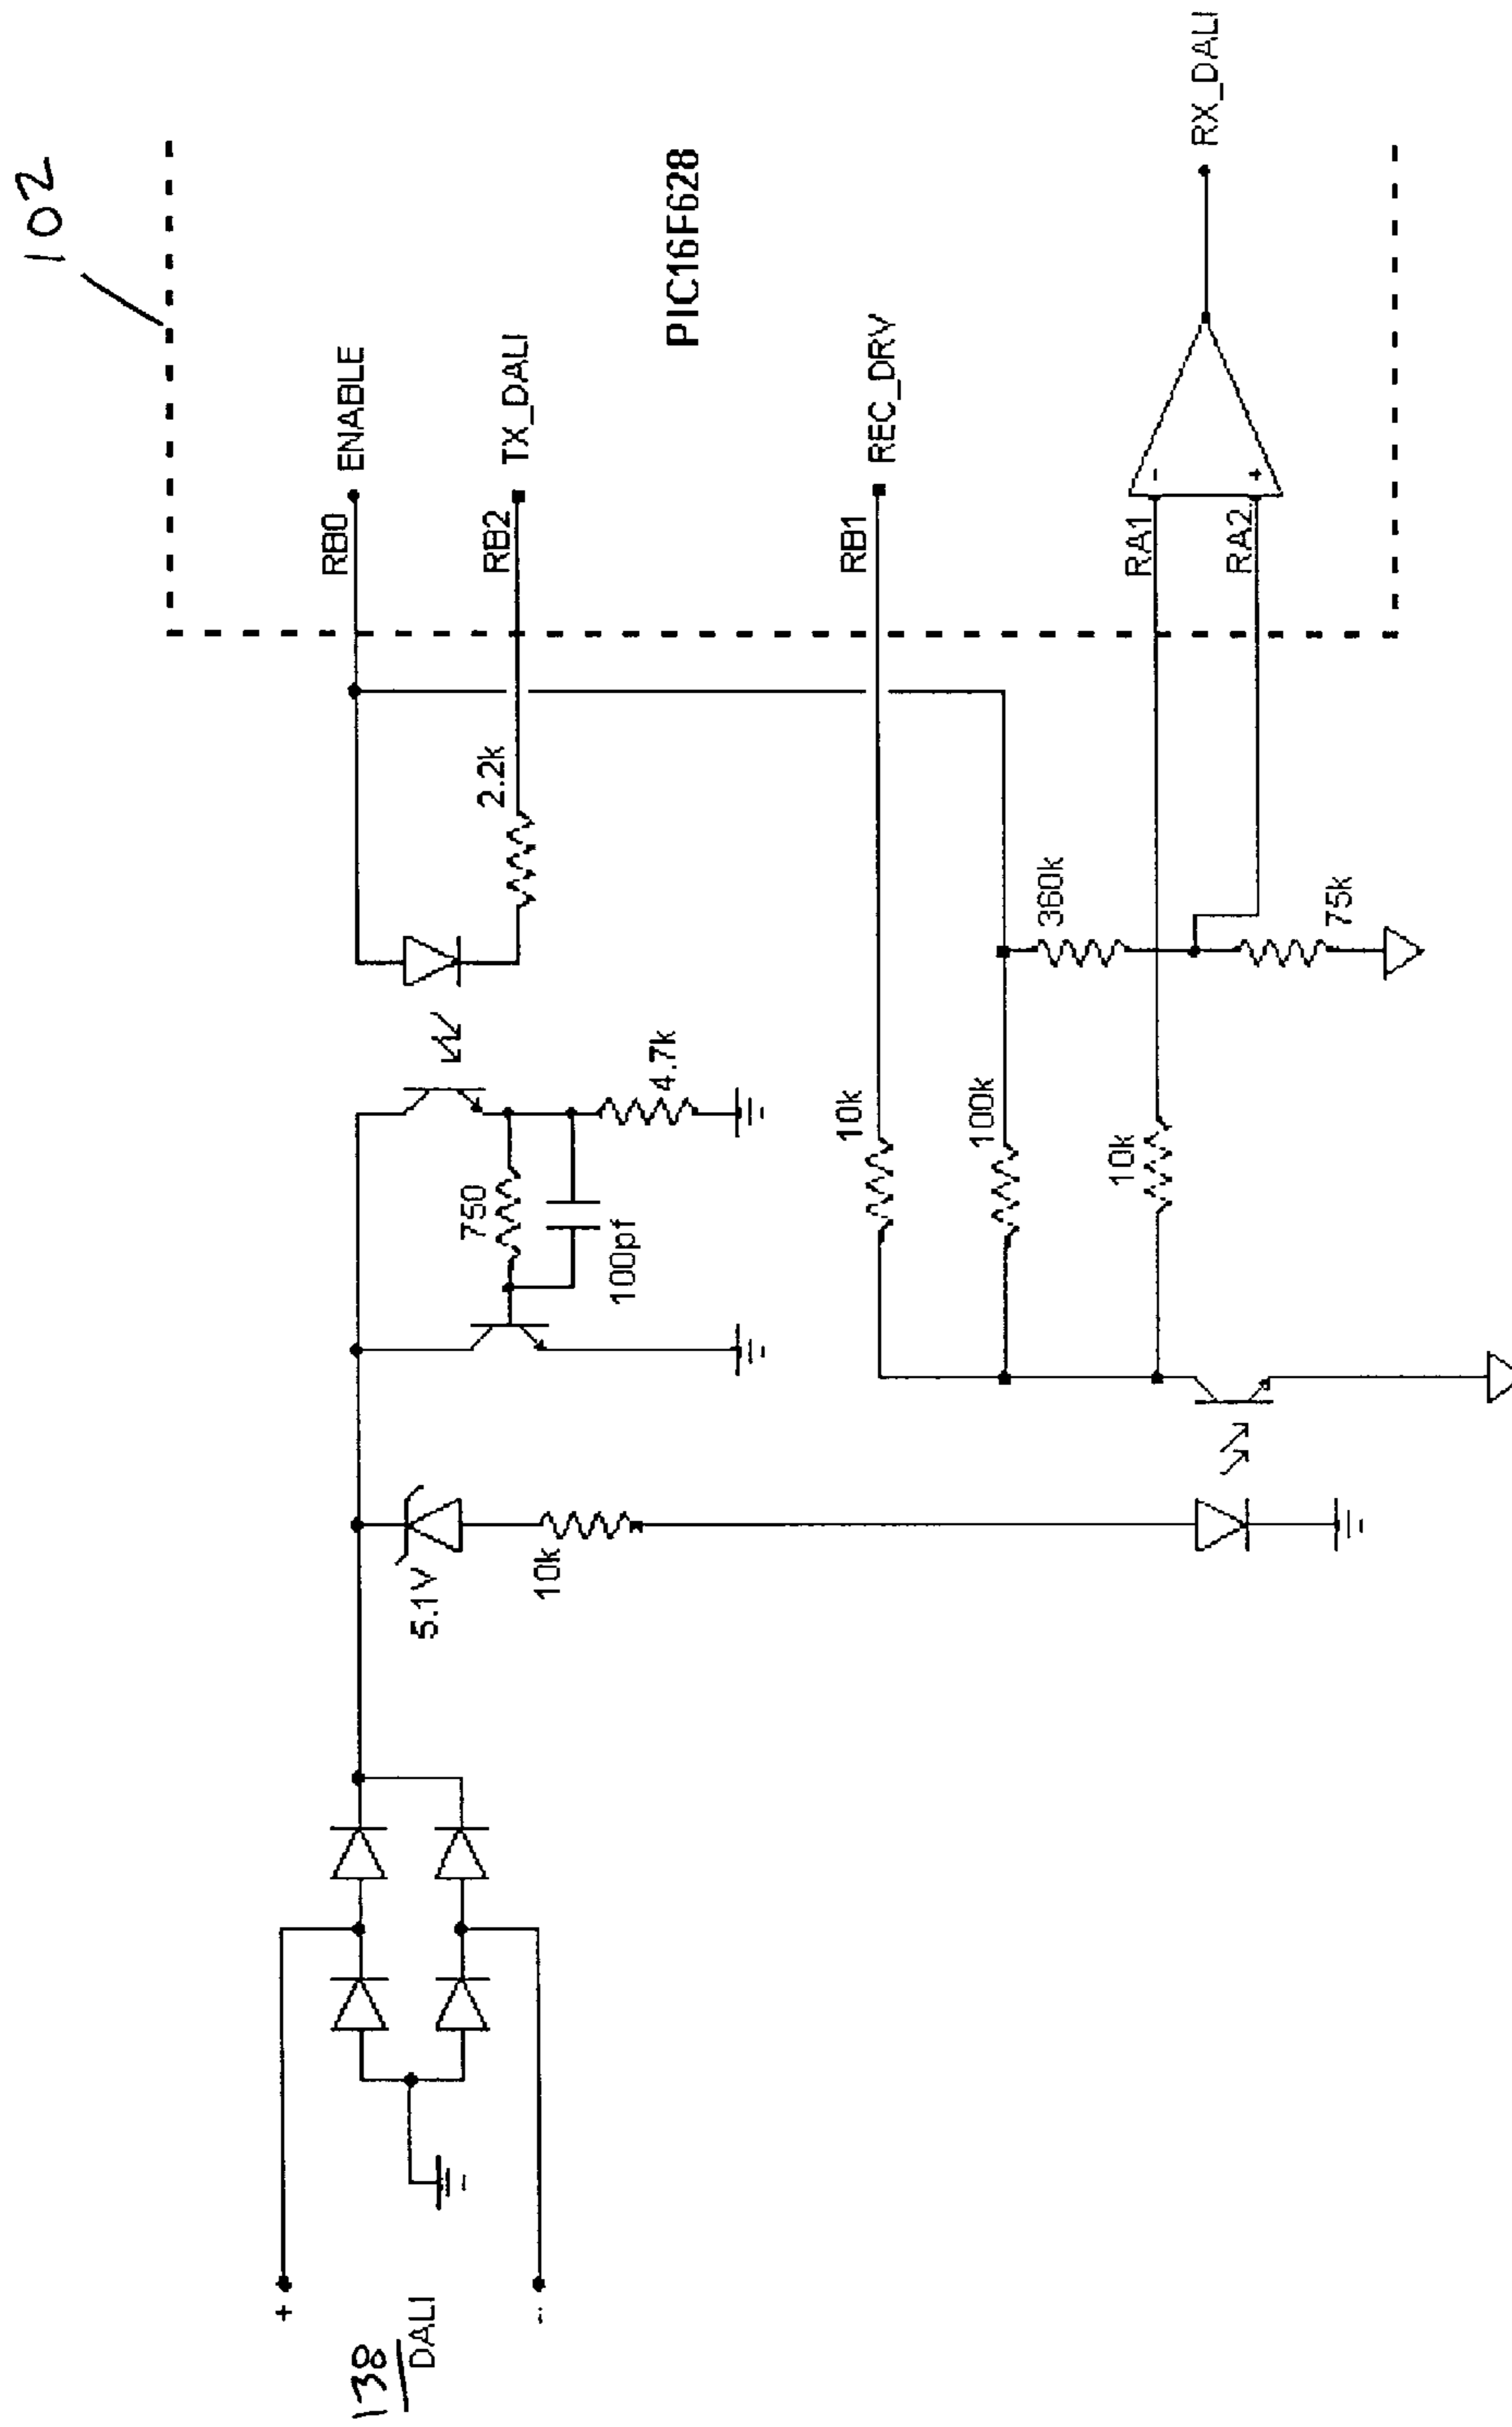 102
ENABLE
RB0
TX_DALI
RB2
2.2k
PIC16F628
REC_DRV
RB1
RX_DALI
RA1
-
RA2
+
360k
75k
4.7k
750
100pf
10k
100k
10k
5.1V
10k
+
138
DALI
-